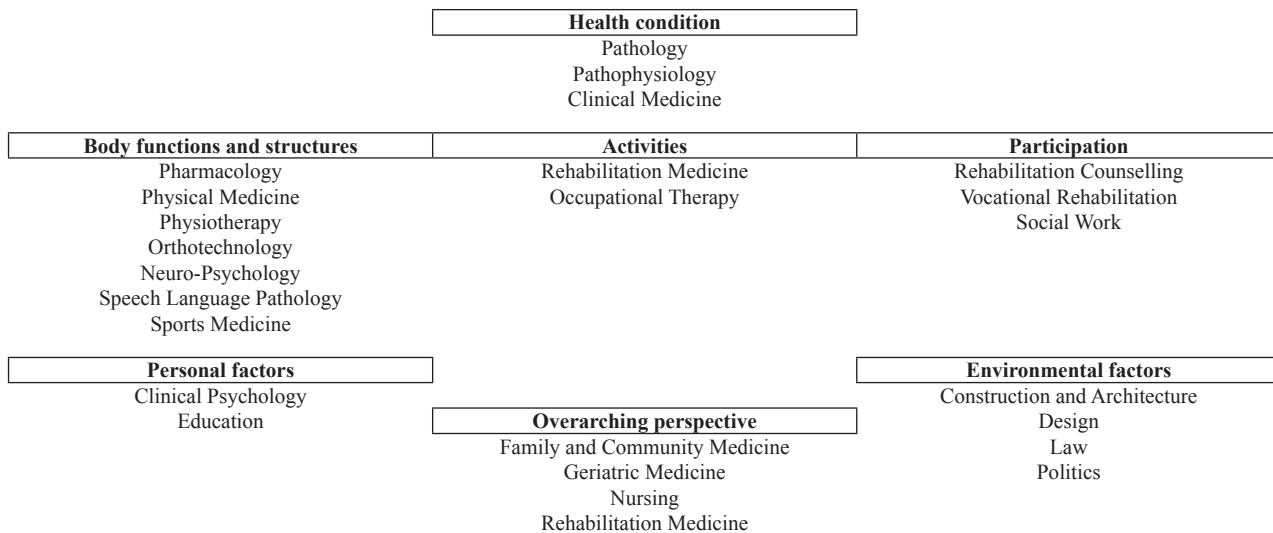 Health condition
Pathology
Pathophysiology
Clinical Medicine
Body functions and structures
Pharmacology
Physical Medicine
Physiotherapy
Orthotechnology
Neuro-Psychology
Speech Language Pathology
Sports Medicine
Activities
Rehabilitation Medicine
Occupational Therapy
Participation
Rehabilitation Counselling
Vocational Rehabilitation
Social Work
Personal factors
Clinical Psychology
Education
Overarching perspective
Family and Community Medicine
Geriatric Medicine
Nursing
Rehabilitation Medicine
Environmental factors
Construction and Architecture
Design
Law
Politics